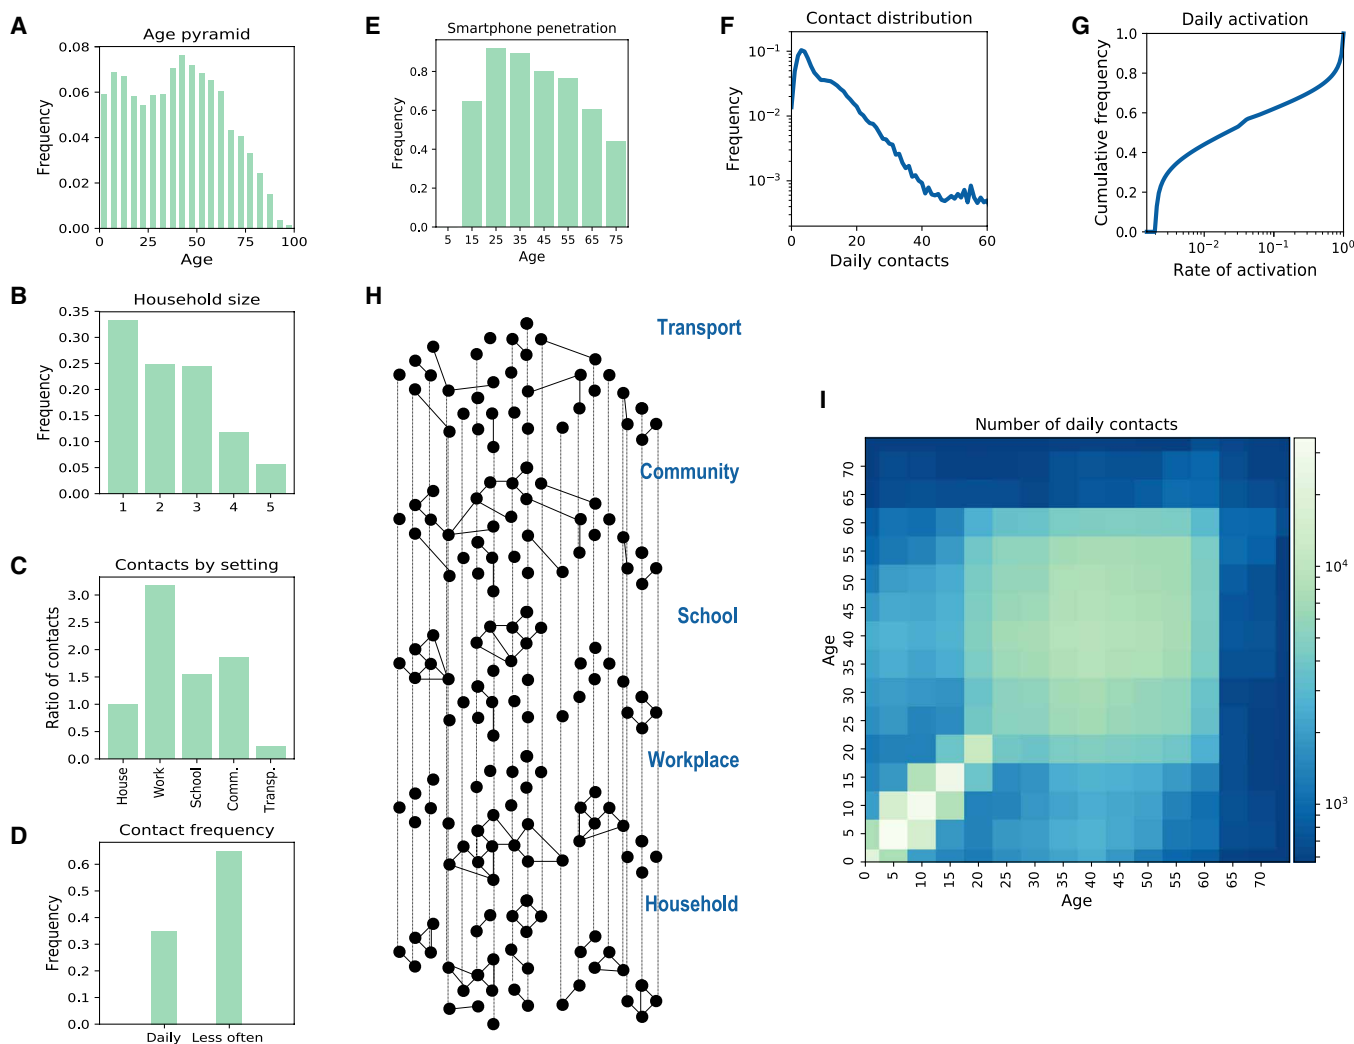 A
Age pyramid
Frequency
0.08
0.06
0.04
0.02
0.00
0 25 50 75 100
Age
B
Household size
Frequency
0.35
0.30
0.25
0.20
0.15
0.10
0.05
0.00
1 2 3 4 5
C
Contacts by setting
Ratio of contacts
3.0
2.5
2.0
1.5
1.0
0.5
0.0
House Work School Comm. Transp.
D
Contact frequency
Frequency
0.6
0.5
0.4
0.3
0.2
0.1
0.0
Daily Less often
E
Smartphone penetration
Frequency
0.8
0.6
0.4
0.2
0.0
5 15 25 35 45 55 65 75
Age
F
Contact distribution
Frequency
10⁻¹
10⁻²
10⁻³
0 20 40 60
Daily contacts
G
Daily activation
Cumulative frequency
1.0
0.8
0.6
0.4
0.2
0.0
10⁻² 10⁻¹ 10⁰
Rate of activation
H
Transport
Community
School
Workplace
Household
I
Number of daily contacts
Age
70
65
60
55
50
45
40
35
30
25
20
15
10
5
0
0 5 10 15 20 25 30 35 40 45 50 55 60 65 70
Age
10⁴
10³